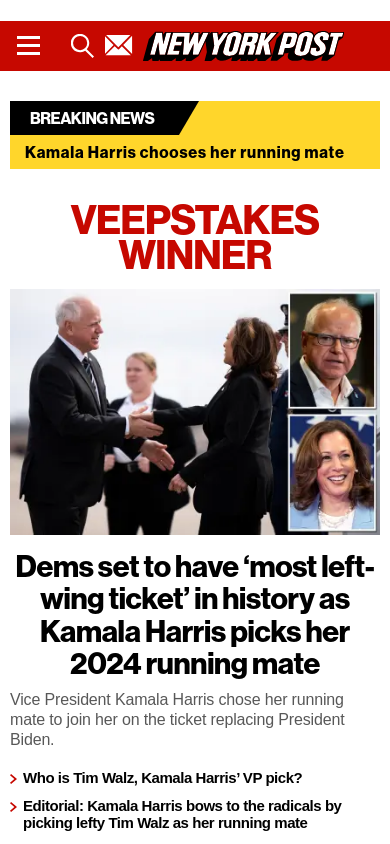 NEW YORK POST
BREAKING NEWS
Kamala Harris chooses her running mate
VEEPSTAKES
WINNER
Dems set to have ‘most left-
wing ticket’ in history as
Kamala Harris picks her
2024 running mate
Vice President Kamala Harris chose her running
mate to join her on the ticket replacing President
Biden.
Who is Tim Walz, Kamala Harris’ VP pick?
Editorial: Kamala Harris bows to the radicals by
picking lefty Tim Walz as her running mate